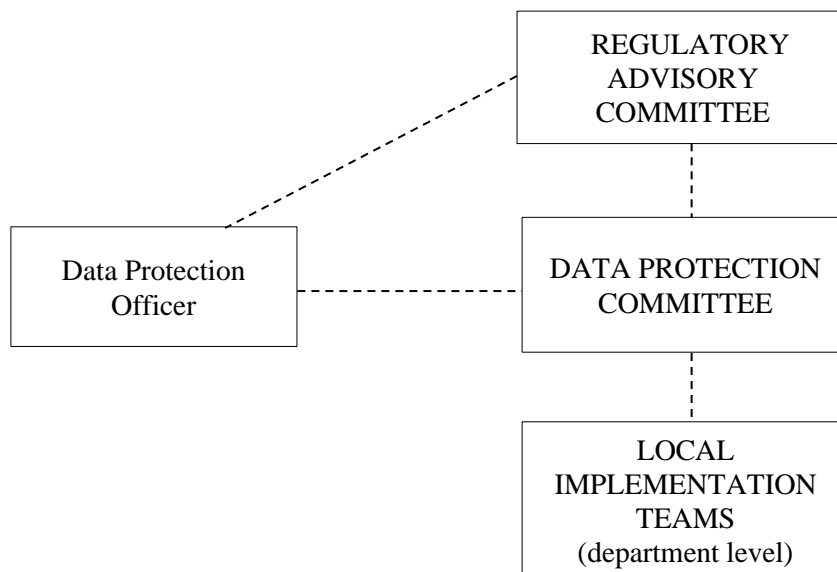 REGULATORY
ADVISORY
COMMITTEE
Data Protection
Officer
DATA PROTECTION
COMMITTEE
LOCAL
IMPLEMENTATION
TEAMS
(department level)